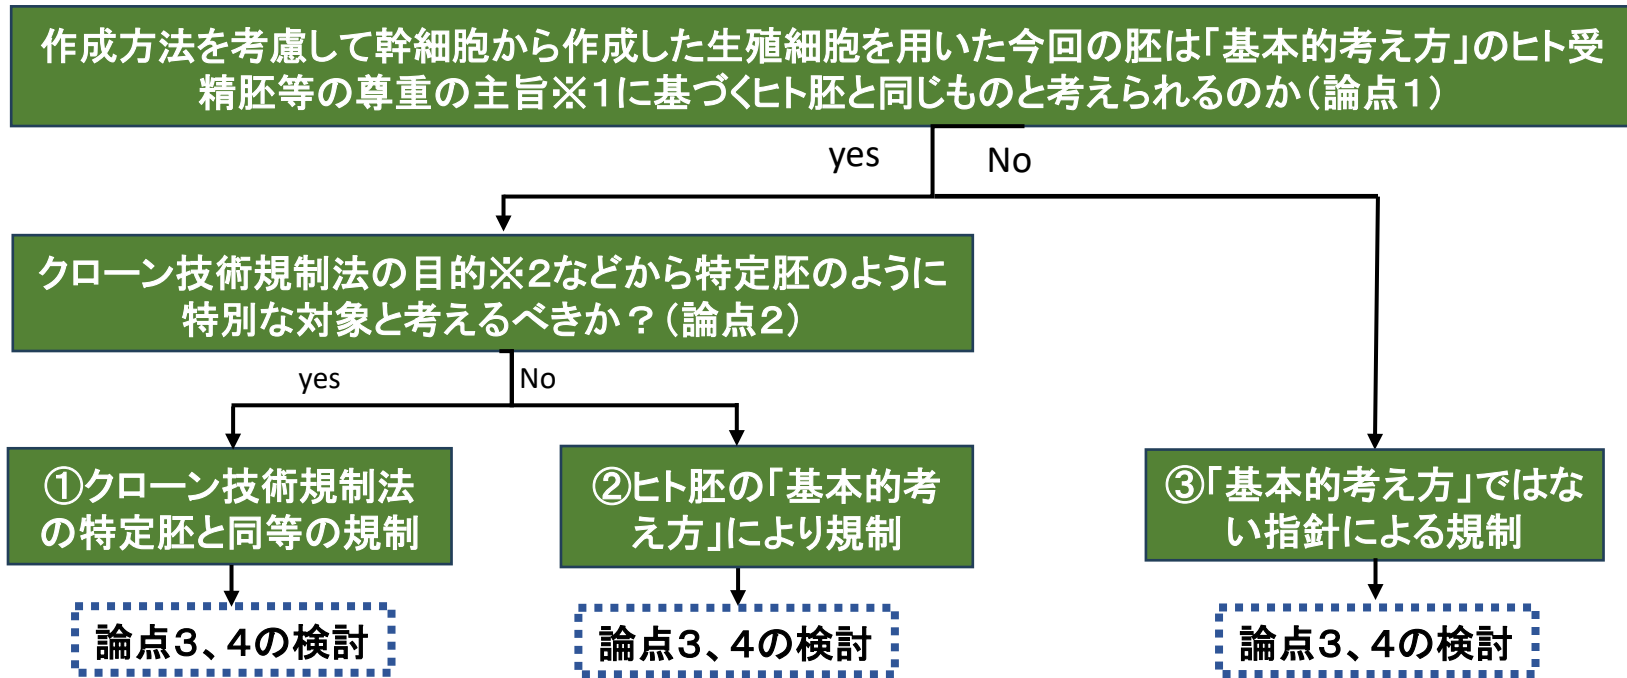 作成方法を考慮して幹細胞から作成した生殖細胞を用いた今回の胚は「基本的考え方」のヒト受
精胚等の尊重の主旨※１に基づくヒト胚と同じものと考えられるのか（論点１）
yes
No
クローン技術規制法の目的※２などから特定胚のように
特別な対象と考えるべきか？（論点２）
yes
No
①クローン技術規制法
の特定胚と同等の規制
②ヒト胚の「基本的考
え方」により規制
③「基本的考え方」ではな
い指針による規制
論点３、４の検討
論点３、４の検討
論点３、４の検討